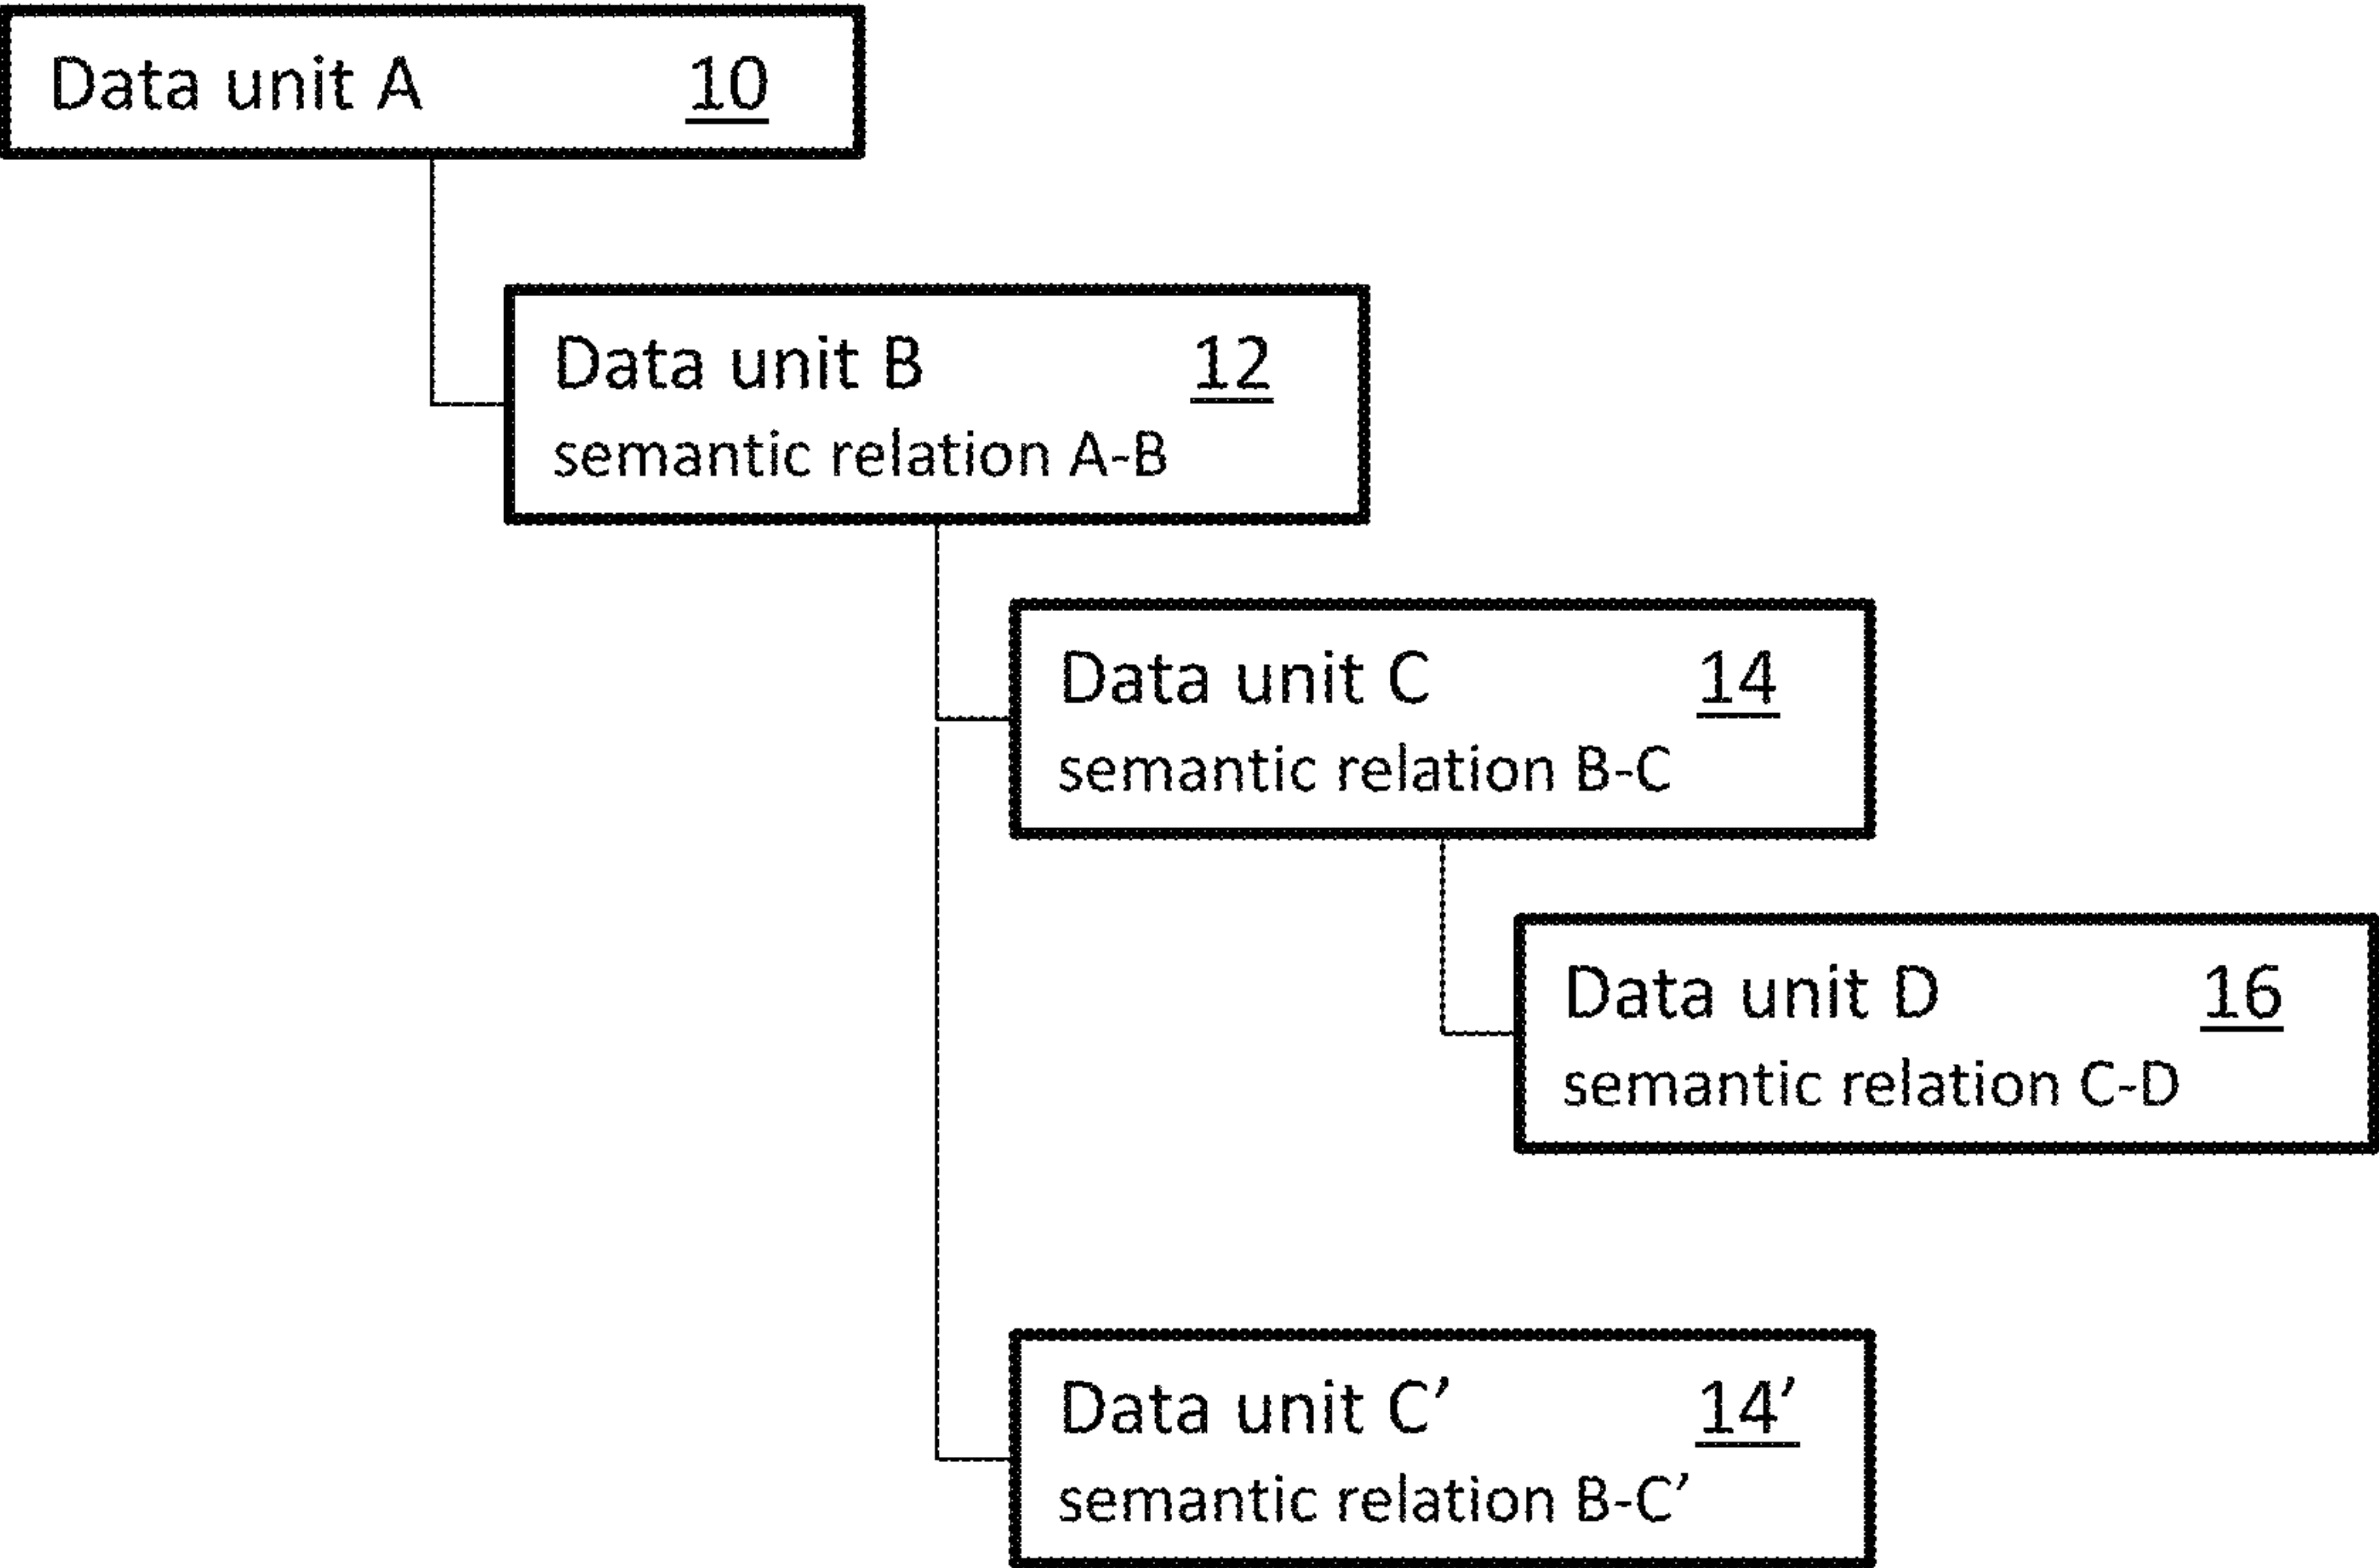 Data unit A 10
Data unit B 12
semantic relation A-B
Data unit C 14
semantic relation B-C
Data unit D 16
semantic relation C-D
Data unit C’ 14’
semantic relation B-C’